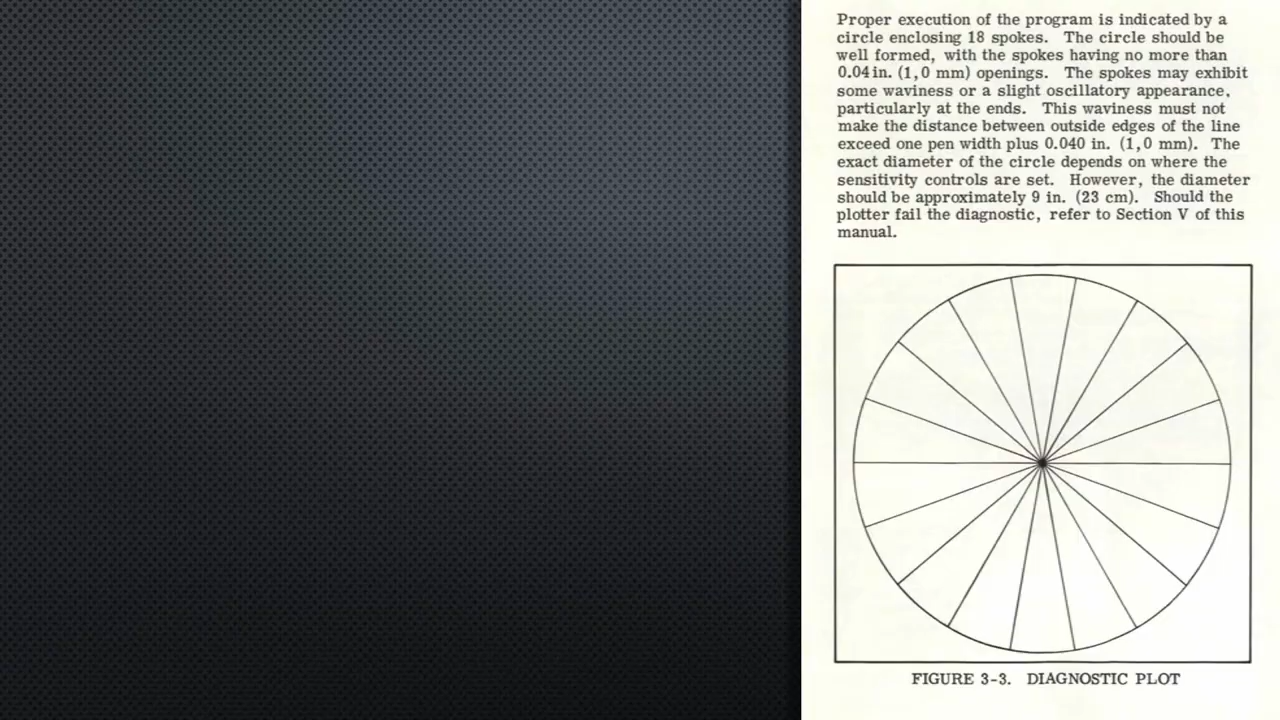 Proper execution of the program is indicated by a
circle enclosing 18 spokes. The circle should be
well formed, with the spokes having no more than
0.04 in. (1,0 mm) openings. The spokes may exhibit
some waviness or a slight oscillatory appearance,
particularly at the ends. This waviness must not
make the distance between outside edges of the line
exceed one pen width plus 0.040 in. (1,0 mm). The
exact diameter of the circle depends on where the
sensitivity controls are set. However, the diameter
should be approximately 9 in. (23 cm). Should the
plotter fail the diagnostic, refer to Section V of this
manual.
FIGURE 3-3. DIAGNOSTIC PLOT